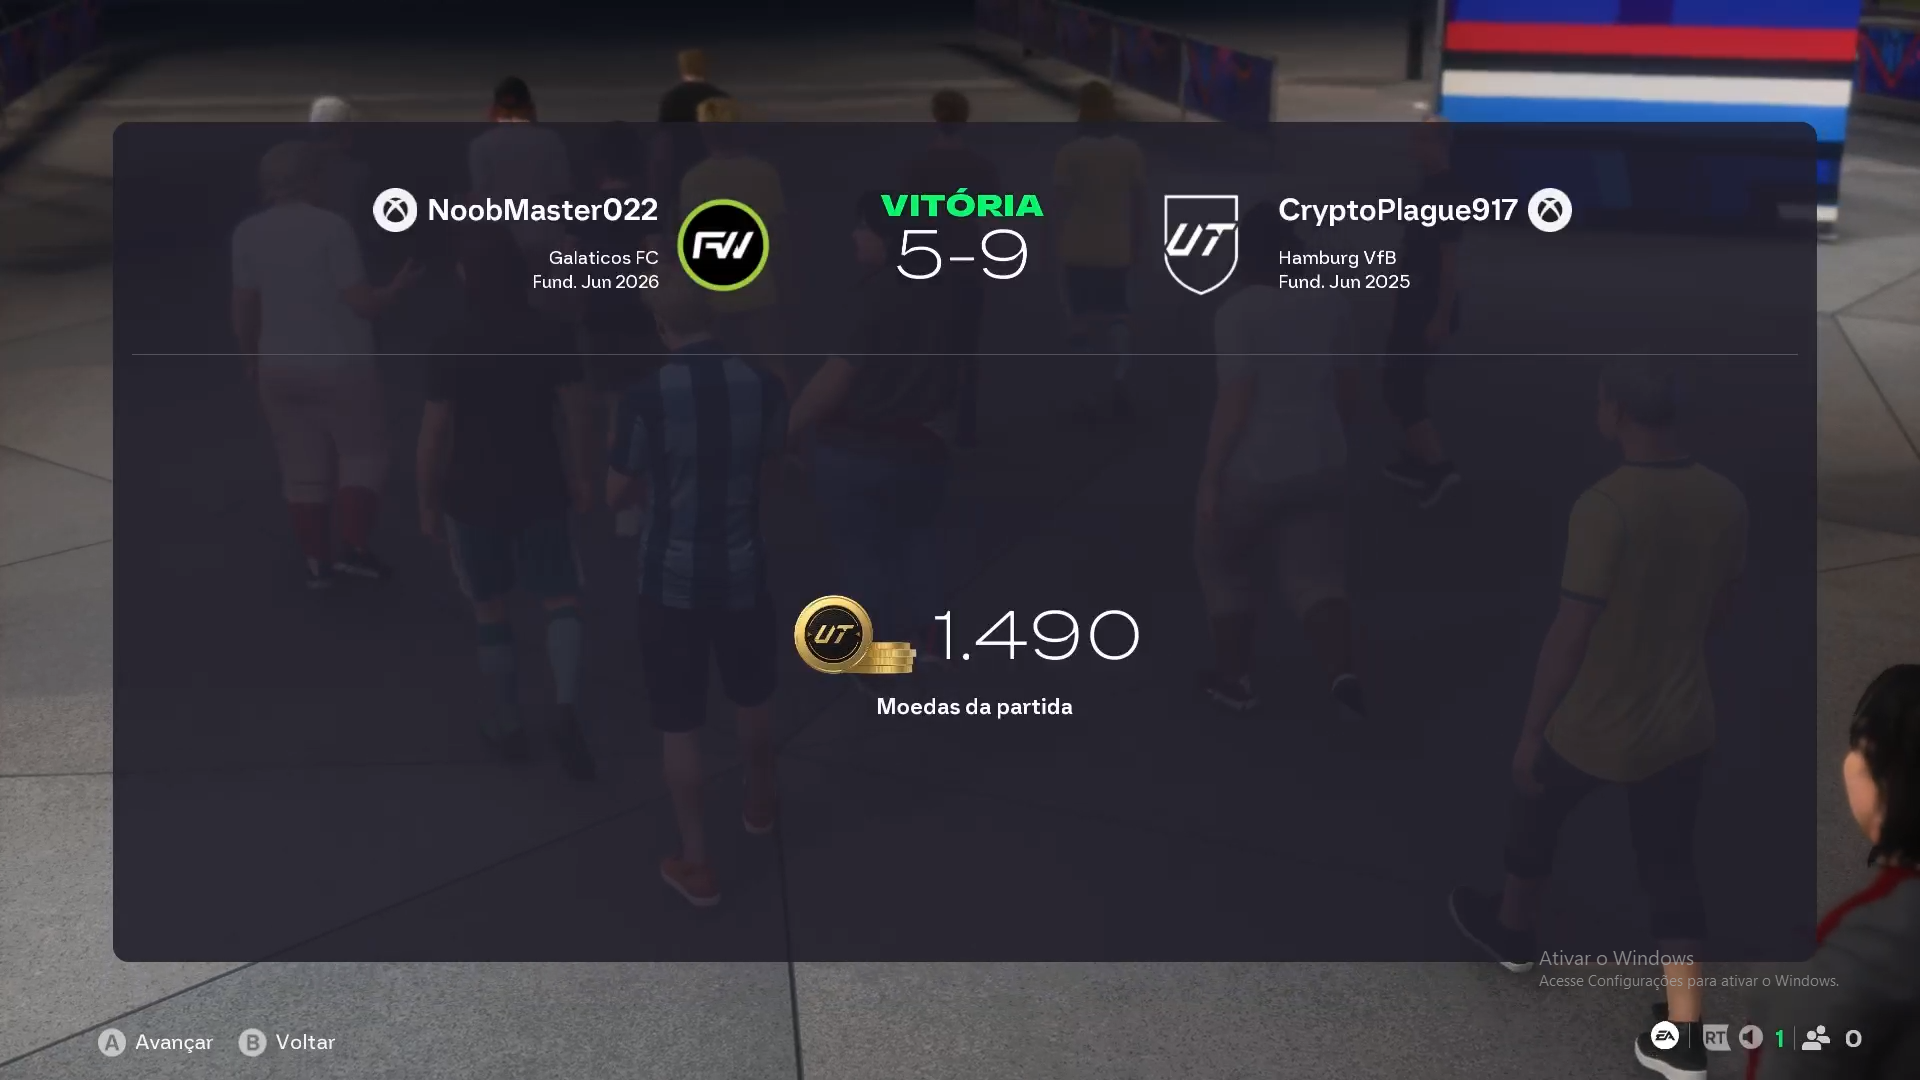 NoobMaster022
Galaticos FC
Fund. Jun 2026
FW
VITÓRIA
5-9
UT
CryptoPlague917
Hamburg VfB
Fund. Jun 2025
UT
1.490
Moedas da partida
Ativar o Windows
Acesse Configurações para ativar o Windows.
A Avançar B Voltar
EA RT 1 0